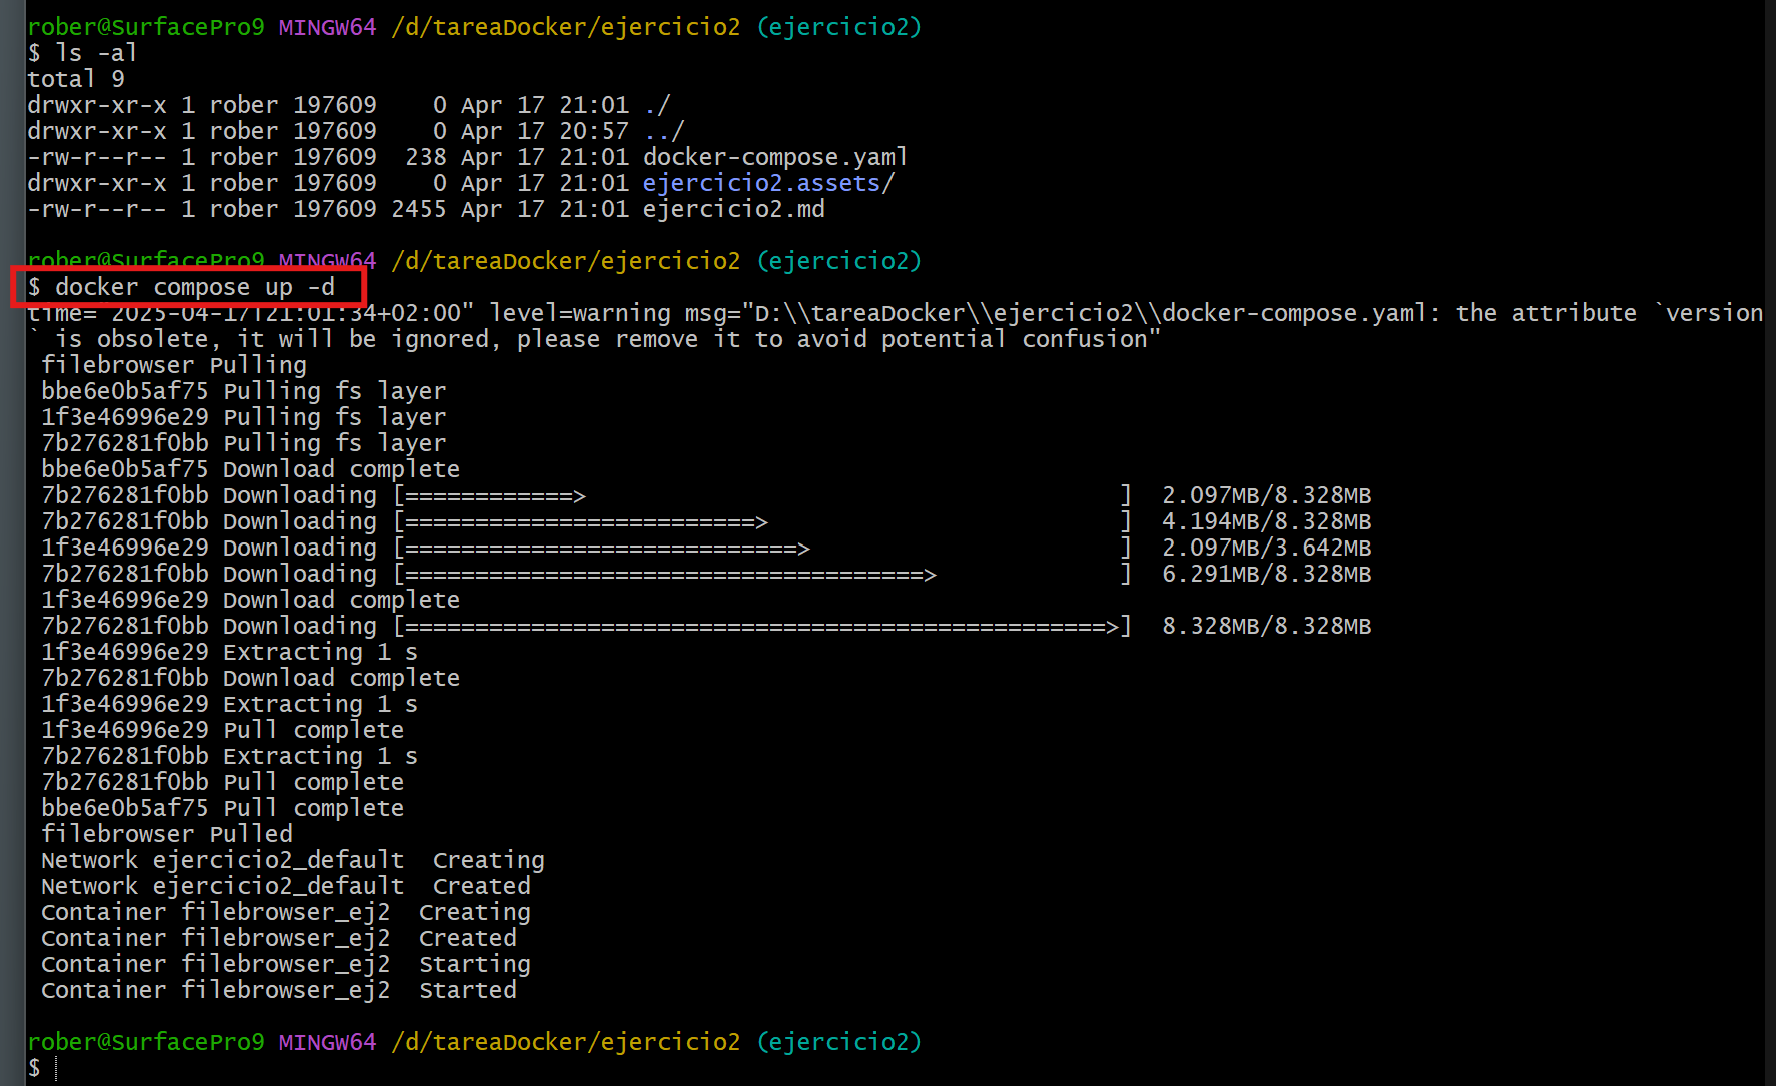 rober@SurfacePro9 MINGW64 /d/tareaDocker/ejercicio2 (ejercicio2)
$ ls -al
total 9
drwxr-xr-x 1 rober 197609    0 Apr 17 21:01 ./
drwxr-xr-x 1 rober 197609    0 Apr 17 20:57 ../
-rw-r--r-- 1 rober 197609  238 Apr 17 21:01 docker-compose.yaml
drwxr-xr-x 1 rober 197609    0 Apr 17 21:01 ejercicio2.assets/
-rw-r--r-- 1 rober 197609 2455 Apr 17 21:01 ejercicio2.md
rober@SurfacePro9 MINGW64 /d/tareaDocker/ejercicio2 (ejercicio2)
$ docker compose up -d
time="2025-04-17T21:01:34+02:00" level=warning msg="D:\\tareaDocker\\ejercicio2\\docker-compose.yaml: the attribute `version
` is obsolete, it will be ignored, please remove it to avoid potential confusion"
filebrowser Pulling
bbe6e0b5af75 Pulling fs layer
1f3e46996e29 Pulling fs layer
7b276281f0bb Pulling fs layer
bbe6e0b5af75 Download complete
7b276281f0bb Downloading [============>                                      ]  2.097MB/8.328MB
7b276281f0bb Downloading [=========================>                         ]  4.194MB/8.328MB
1f3e46996e29 Downloading [============================>                      ]  2.097MB/3.642MB
7b276281f0bb Downloading [=====================================>             ]  6.291MB/8.328MB
1f3e46996e29 Download complete
7b276281f0bb Downloading [==================================================>]  8.328MB/8.328MB
1f3e46996e29 Extracting 1 s
7b276281f0bb Download complete
1f3e46996e29 Extracting 1 s
1f3e46996e29 Pull complete
7b276281f0bb Extracting 1 s
7b276281f0bb Pull complete
bbe6e0b5af75 Pull complete
filebrowser Pulled
Network ejercicio2_default  Creating
Network ejercicio2_default  Created
Container filebrowser_ej2  Creating
Container filebrowser_ej2  Created
Container filebrowser_ej2  Starting
Container filebrowser_ej2  Started
rober@SurfacePro9 MINGW64 /d/tareaDocker/ejercicio2 (ejercicio2)
$